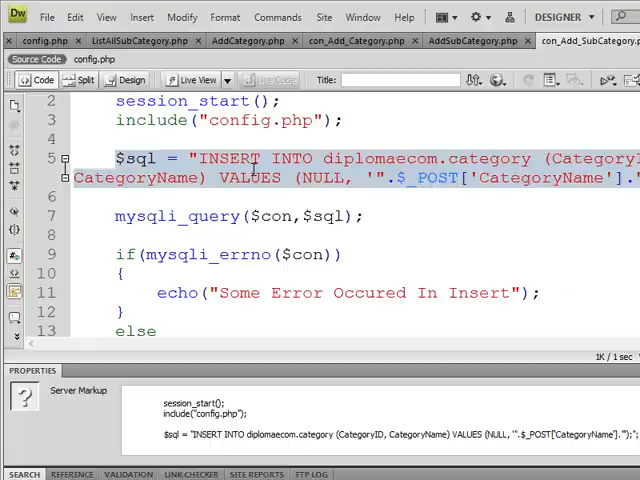 Dw File Edit View Insert Modify Format Commands Site Window Help DESIGNER
config.php ListAllSubCategory.php AddCategory.php con_Add_Category.php AddSubCategory.php con_Add_SubCategory.ph
Source Code config.php
Code Split Design Live View Live Code Title:
2 session_start();
3 include("config.php");
4
5 $sql = "INSERT INTO diplomaecom.category (CategoryI
CategoryName) VALUES (NULL, '".$_POST['CategoryName']."
6
7 mysqli_query($con,$sql);
8
9 if(mysqli_errno($con))
10 {
11 echo("Some Error Occured In Insert");
12 }
13 else
1K / 1 sec
PROPERTIES
? Server Markup
session_start();
include("config.php");
$sql = "INSERT INTO diplomaecom.category (CategoryID, CategoryName) VALUES (NULL, '".$_POST['CategoryName']."');";
SEARCH REFERENCE VALIDATION LINK CHECKER SITE REPORTS FTP LOG